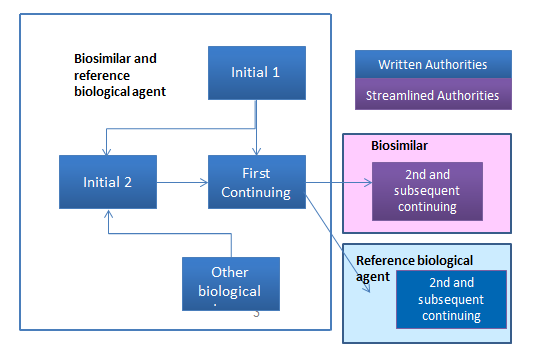 Biosimilar and
reference
biological agent
Initial 1
Written Authorities
Streamlined Authorities
Biosimilar
Initial 2
First
Continuing
2nd and
subsequent
continuing
Reference biological
agent
2nd and
subsequent
continuing
Other
biological
3